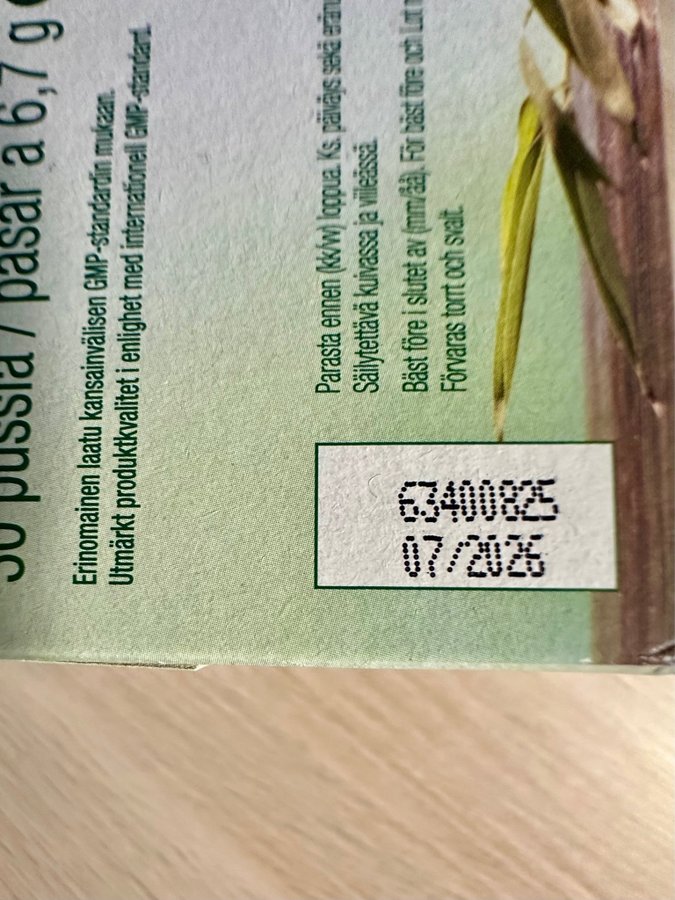 30 pussia / påsar à 6,7 g
Erinomainen laatu kansainvälisen GMP-standardin mukaan.
Utmärkt produktkvalitet i enlighet med internationell GMP-standard.
Parasta ennen (kk/vv) loppua. Ks. päiväys sekä
Säilytettävä kuivassa ja viileässä.
Bäst före i slutet av (mm/åå). För bäst före och Lot
Förvaras torrt och svalt.
63400825
07/2026